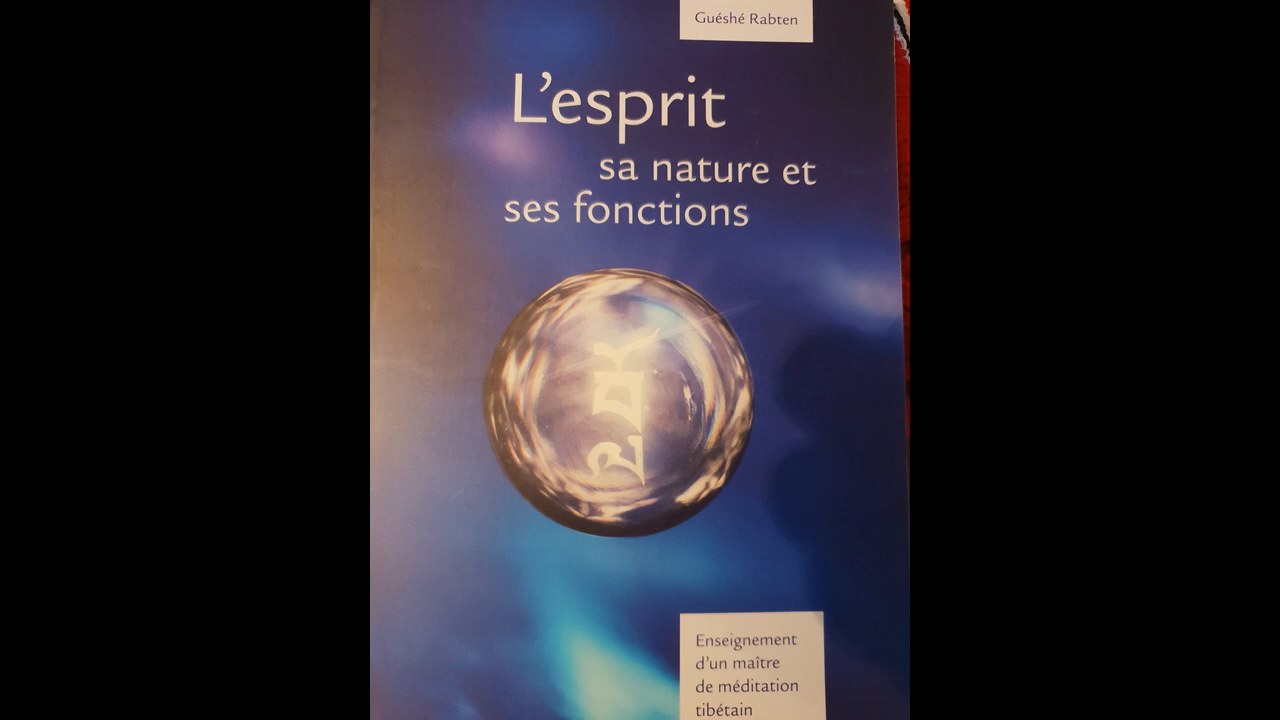 Guéshé Rabten
L'esprit
sa nature et
ses fonctions
Enseignement
d'un maître
de méditation
tibétain